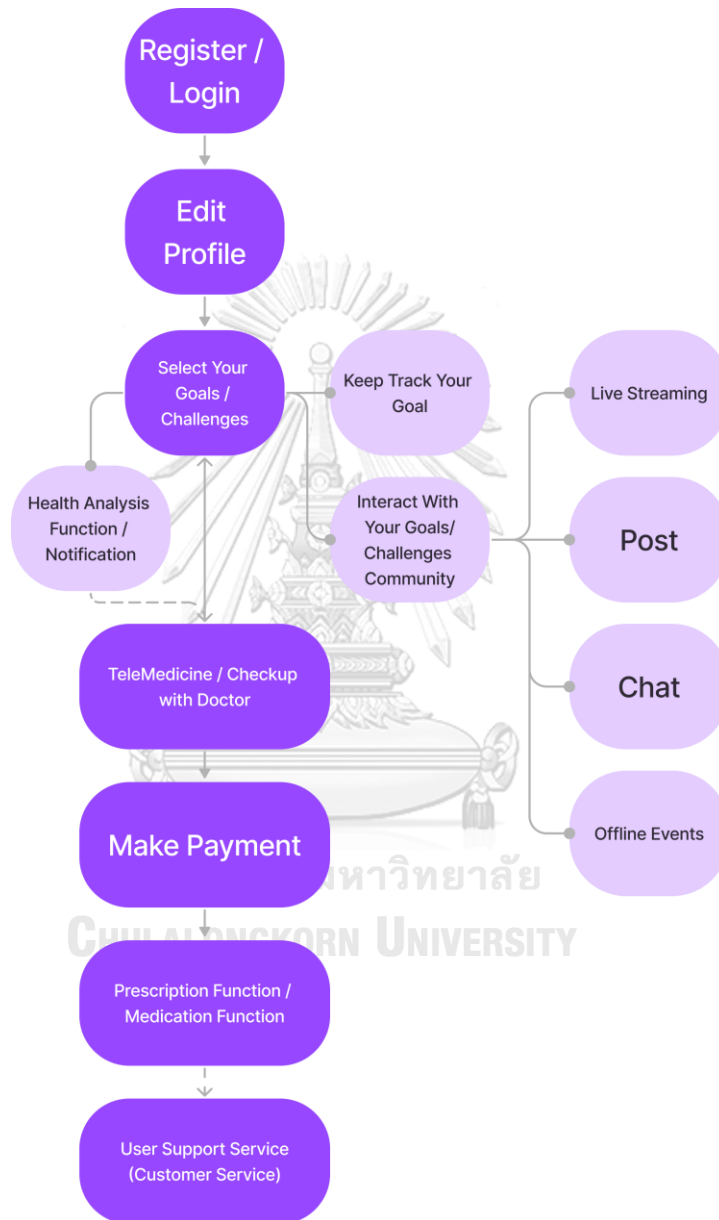 Register /
Login
Edit
Profile
Select Your
Goals /
Challenges
Keep Track Your
Goal
Live Streaming
Health Analysis
Function /
Notification
Interact With
Your Goals/
Challenges
Community
Post
TeleMedicine / Checkup
with Doctor
Chat
Make Payment
Offline Events
มหาวิทยาลัย
CHULALONGKORN UNIVERSITY
Prescription Function /
Medication Function
User Support Service
(Customer Service)